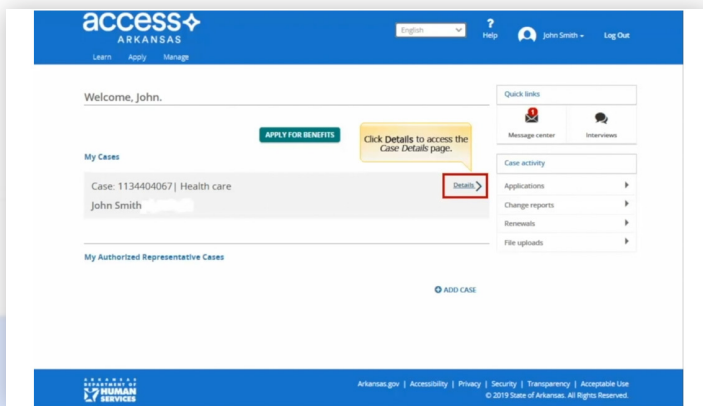 access
ARKANSAS
English
?
Help
John Smith
Log Out
Learn Apply Manage
Welcome, John.
APPLY FOR BENEFITS
Click Details to access the
Case Details page.
My Cases
Case: 1134404067| Health care
Details
John Smith
My Authorized Representative Cases
ADD CASE
Quick links
1
Message center
Interviews
Case activity
Applications
Change reports
Renewals
File uploads
ARKANSAS
DEPARTMENT OF
HUMAN
SERVICES
Arkansas.gov | Accessibility | Privacy | Security | Transparency | Acceptable Use
© 2019 State of Arkansas. All Rights Reserved.